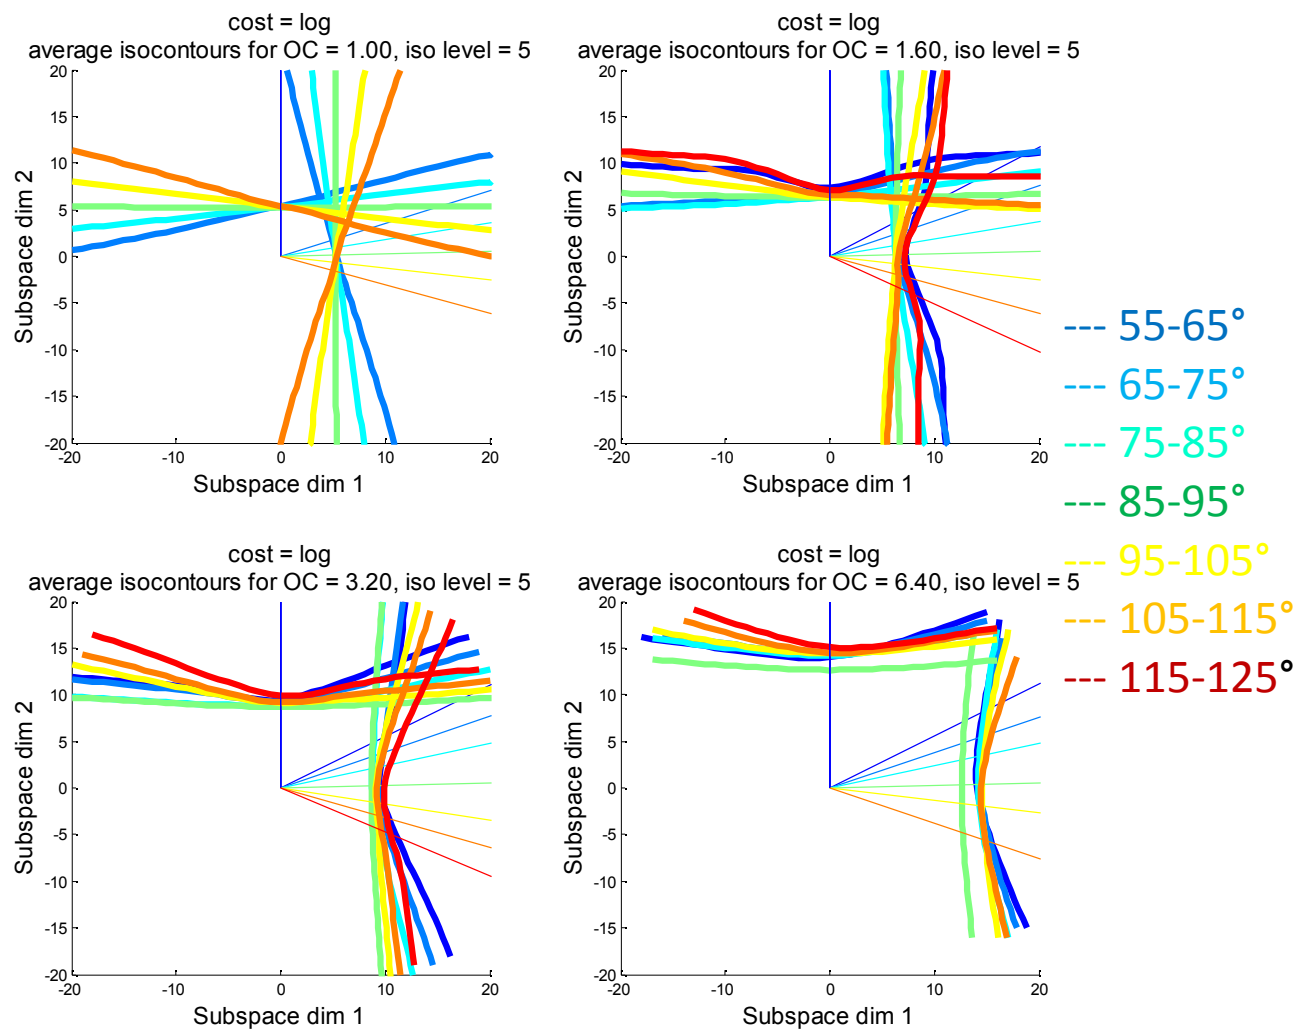 cost = log
average isocontours for OC = 1.00, iso level = 5
20
15
10
5
0
-5
-10
-15
-20
-20 -10 0 10 20
Subspace dim 2
Subspace dim 1
cost = log
average isocontours for OC = 1.60, iso level = 5
20
15
10
5
0
-5
-10
-15
-20
-20 -10 0 10 20
Subspace dim 2
Subspace dim 1
cost = log
average isocontours for OC = 3.20, iso level = 5
20
15
10
5
0
-5
-10
-15
-20
-20 -10 0 10 20
Subspace dim 2
Subspace dim 1
cost = log
average isocontours for OC = 6.40, iso level = 5
20
15
10
5
0
-5
-10
-15
-20
-20 -10 0 10 20
Subspace dim 2
Subspace dim 1
--- 55-65°
--- 65-75°
--- 75-85°
--- 85-95°
--- 95-105°
--- 105-115°
--- 115-125°